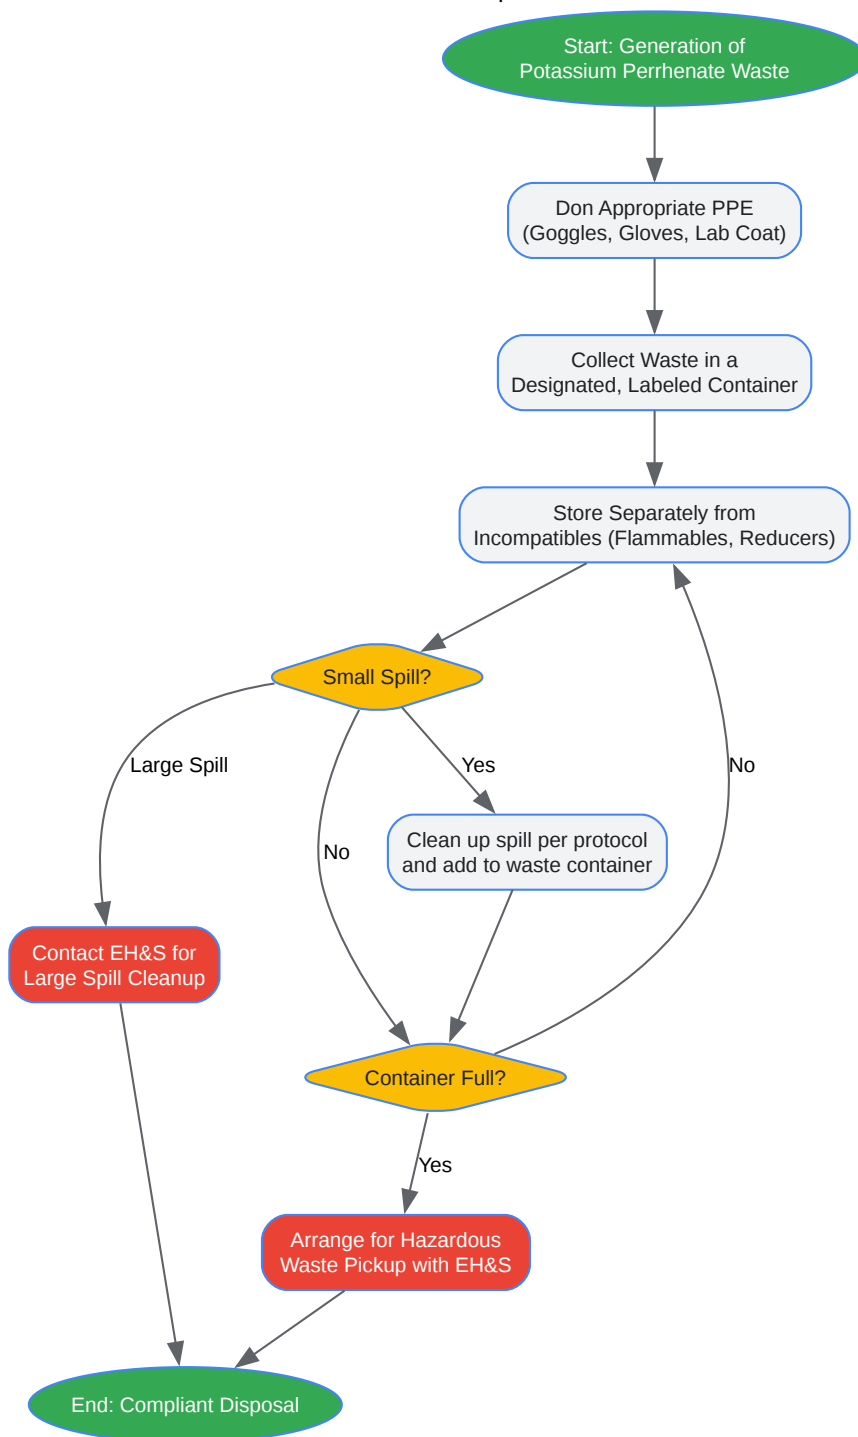 Start: Generation of
Potassium Perrhenate Waste
Don Appropriate PPE
(Goggles, Gloves, Lab Coat)
Collect Waste in a
Designated, Labeled Container
Store Separately from
Incompatibles (Flammables, Reducers)
Small Spill?
Large Spill
Yes
No
No
Clean up spill per protocol
and add to waste container
Contact EH&S for
Large Spill Cleanup
Container Full?
Yes
Arrange for Hazardous
Waste Pickup with EH&S
End: Compliant Disposal